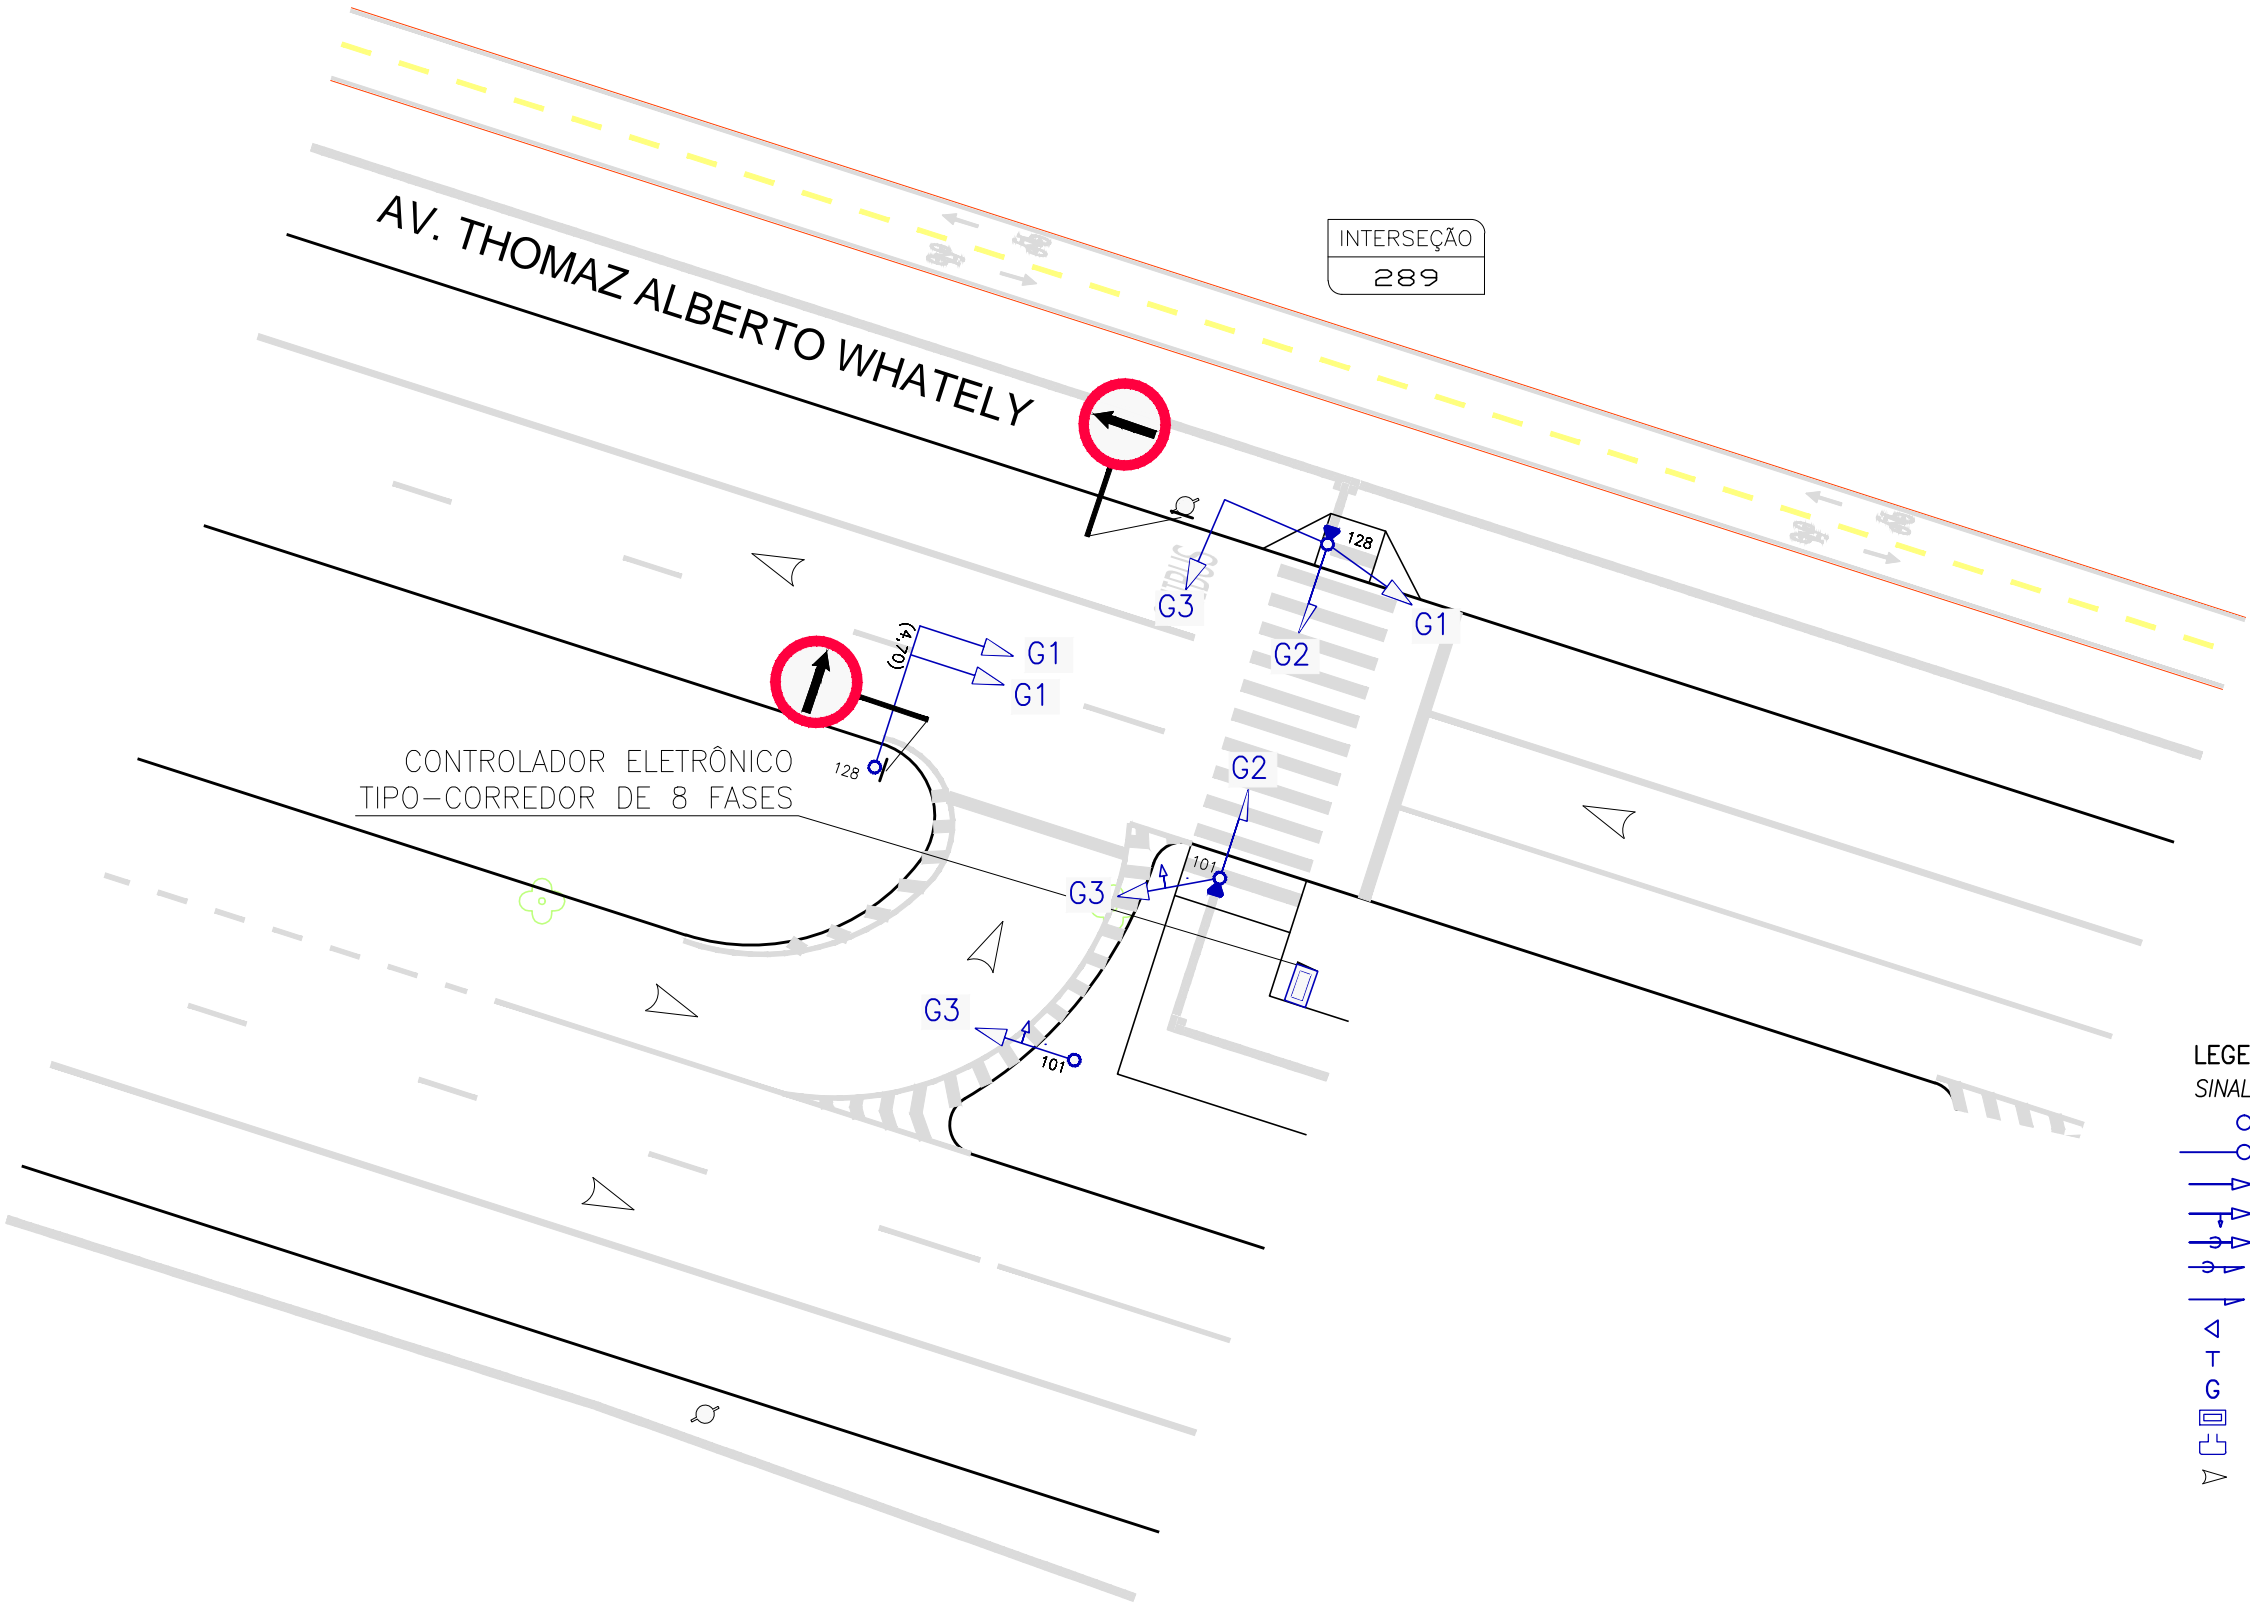 AV. THOMAZ ALBERTO WHATELY
INTERSEÇÃO
289
128
G3
G1
G2
(4,70)
G1
G1
CONTROLADOR ELETRÔNICO
TIPO-CORREDOR DE 8 FASES
128
G2
101
G3
G3
101
LEGE
SINAL
T
G